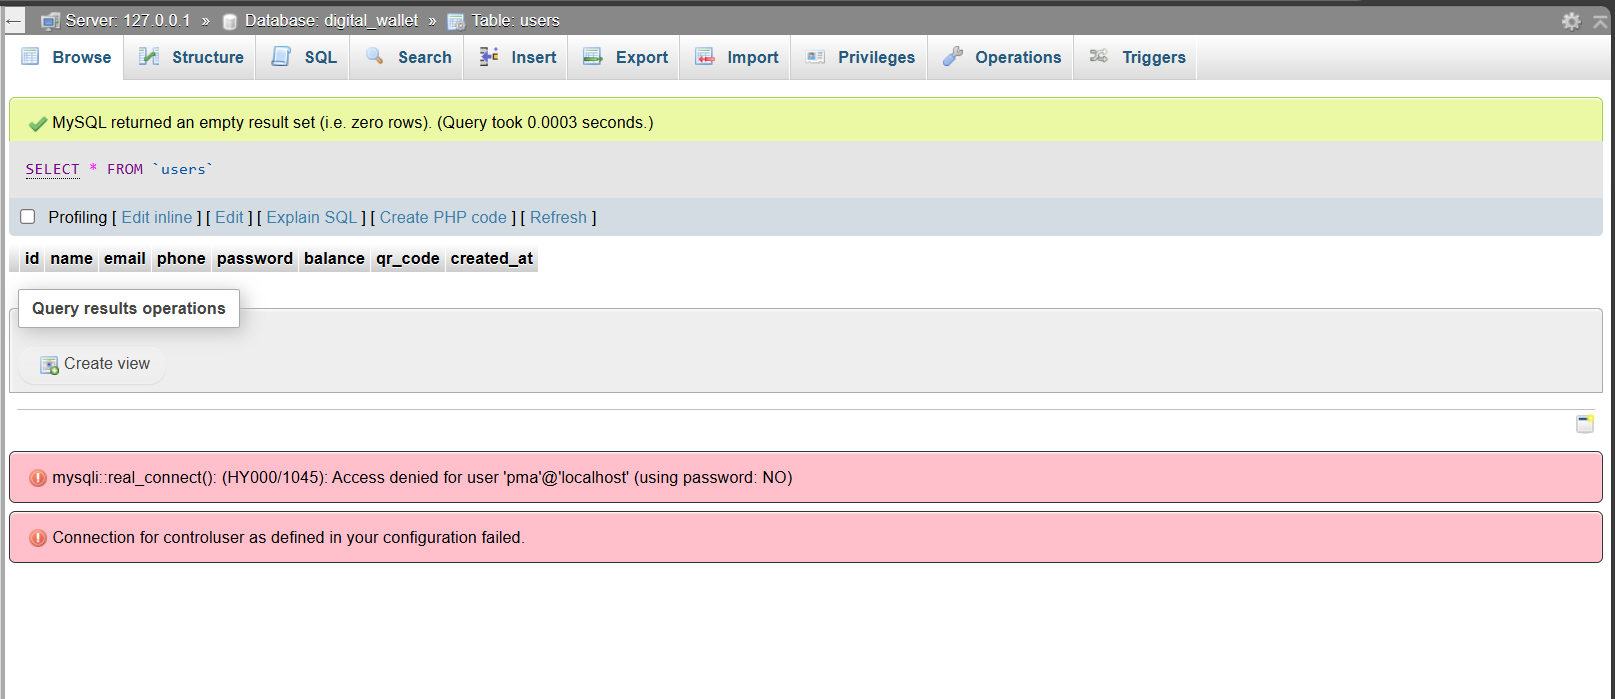 Server: 127.0.0.1 » Database: digital_wallet » Table: users
Browse Structure SQL Search Insert Export Import Privileges Operations Triggers
MySQL returned an empty result set (i.e. zero rows). (Query took 0.0003 seconds.)
SELECT * FROM `users`
Profiling [ Edit inline ] [ Edit ] [ Explain SQL ] [ Create PHP code ] [ Refresh ]
id name email phone password balance qr_code created_at
Query results operations
Create view
mysqli::real_connect(): (HY000/1045): Access denied for user 'pma'@'localhost' (using password: NO)
Connection for controluser as defined in your configuration failed.